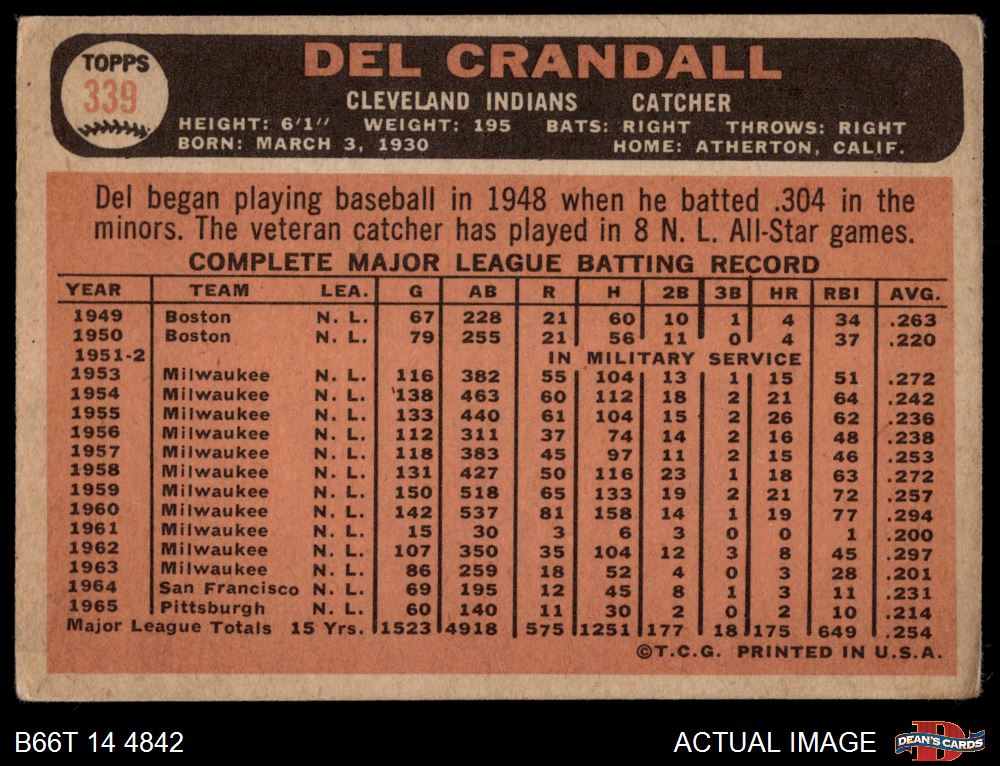 TOPPS
339
DEL CRANDALL
CLEVELAND INDIANS CATCHER
HEIGHT: 6'1" WEIGHT: 195 BATS: RIGHT THROWS: RIGHT
BORN: MARCH 3, 1930 HOME: ATHERTON, CALIF.
Del began playing baseball in 1948 when he batted .304 in the
minors. The veteran catcher has played in 8 N. L. All-Star games.
COMPLETE MAJOR LEAGUE BATTING RECORD
YEAR TEAM LEA. G AB R H 2B 3B HR RBI AVG.
1949 Boston N. L. 67 228 21 60 10 1 4 34 .263
1950 Boston N. L. 79 255 21 56 11 0 4 37 .220
1951-2 IN MILITARY SERVICE
1953 Milwaukee N. L. 116 382 55 104 13 1 15 51 .272
1954 Milwaukee N. L. 138 463 60 112 18 2 21 64 .242
1955 Milwaukee N. L. 133 440 61 104 15 2 26 62 .236
1956 Milwaukee N. L. 112 311 37 74 14 2 16 48 .238
1957 Milwaukee N. L. 118 383 45 97 11 2 15 46 .253
1958 Milwaukee N. L. 131 427 50 116 23 1 18 63 .272
1959 Milwaukee N. L. 150 518 65 133 19 2 21 72 .257
1960 Milwaukee N. L. 142 537 81 158 14 1 19 77 .294
1961 Milwaukee N. L. 15 30 3 6 3 0 0 1 .200
1962 Milwaukee N. L. 107 350 35 104 12 3 8 45 .297
1963 Milwaukee N. L. 86 259 18 52 4 0 3 28 .201
1964 San Francisco N. L. 69 195 12 45 8 1 3 11 .231
1965 Pittsburgh N. L. 60 140 11 30 2 0 2 10 .214
Major League Totals 15 Yrs. 1523 4918 575 1251 177 18 175 649 .254
©T.C.G. PRINTED IN U.S.A.
B66T 14 4842 ACTUAL IMAGE
DEAN'S CARDS